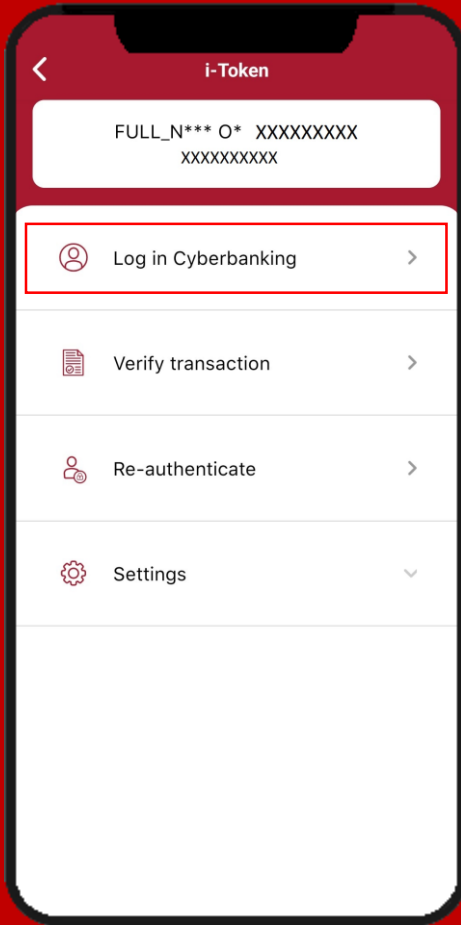 i-Token
FULL_N*** O* XXXXXXXXX
XXXXXXXXXX
Log in Cyberbanking
Verify transaction
Re-authenticate
Settings